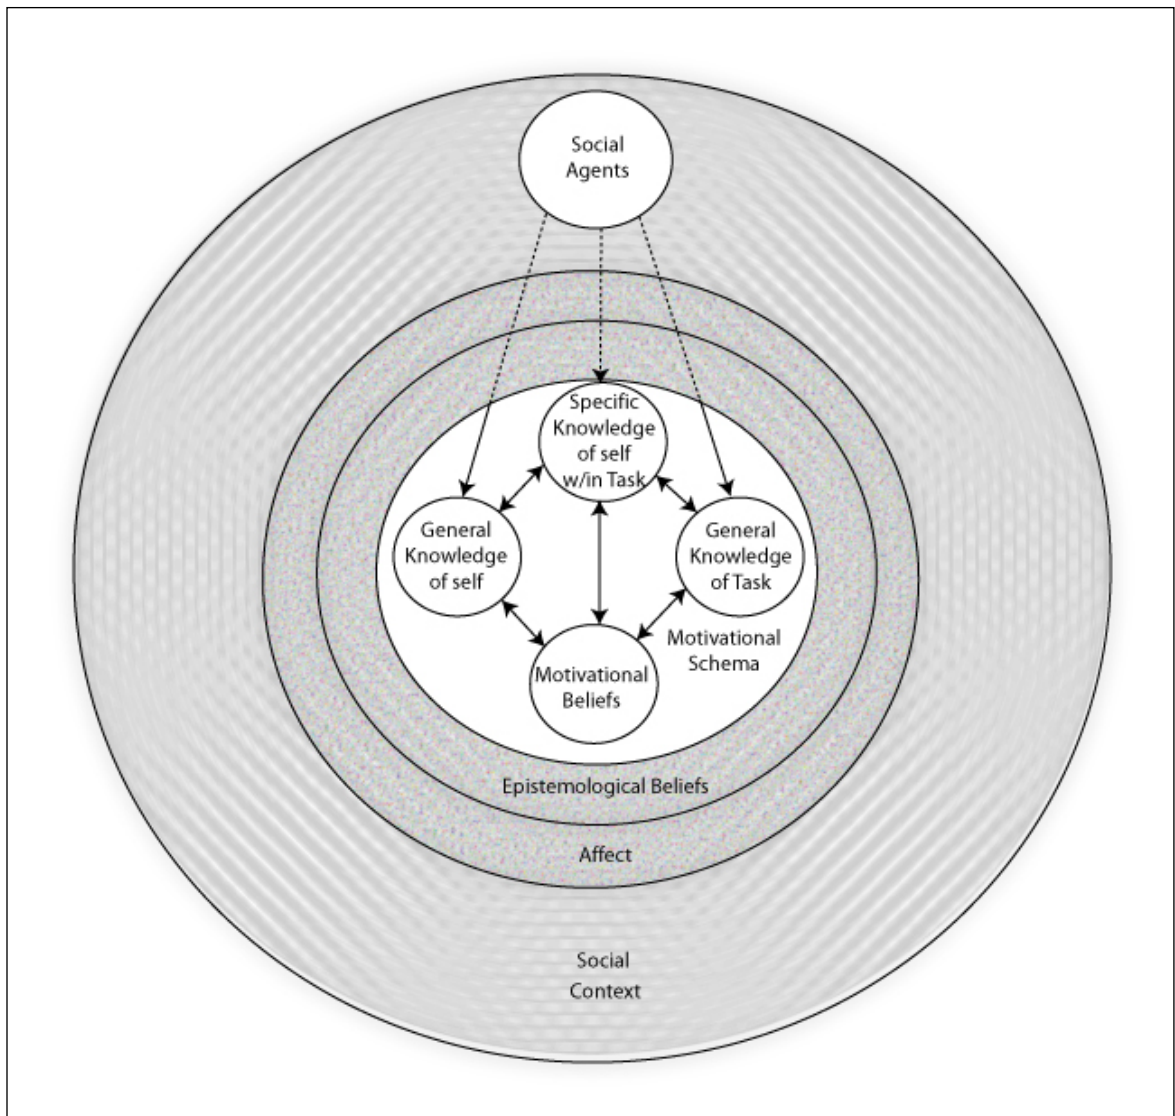 Social
Agents
Specific
Knowledge
of self
w/in Task
General
Knowledge
of self
General
Knowledge
of Task
Motivational
Schema
Motivational
Beliefs
Epistemological Beliefs
Affect
Social
Context